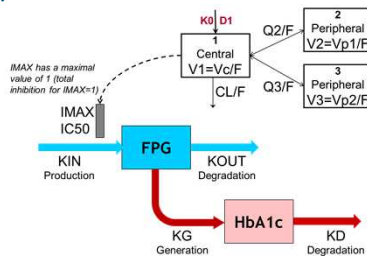 K0 D1
1
Central
V1=Vc/F
Q2/F
2
Peripheral
V2=Vp1/F
Q3/F
3
Peripheral
V3=Vp2/F
CL/F
IMAX has a maximal
value of 1 (total
inhibition for IMAX=1)
IMAX
IC50
KIN
Production
FPG
KOUT
Degradation
KG
Generation
HbA1c
KD
Degradation